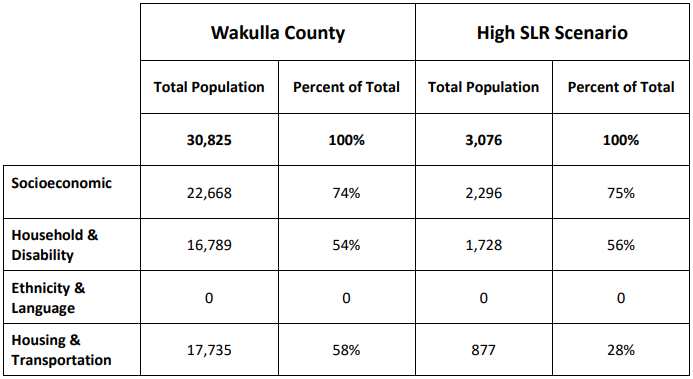 Wakulla County High SLR Scenario
Total Population Percent of Total Total Population Percent of Total
30,825 100% 3,076 100%
Socioeconomic 22,668 74% 2,296 75%
Household &
Disability 16,789 54% 1,728 56%
Ethnicity &
Language 0 0 0 0
Housing &
Transportation 17,735 58% 877 28%